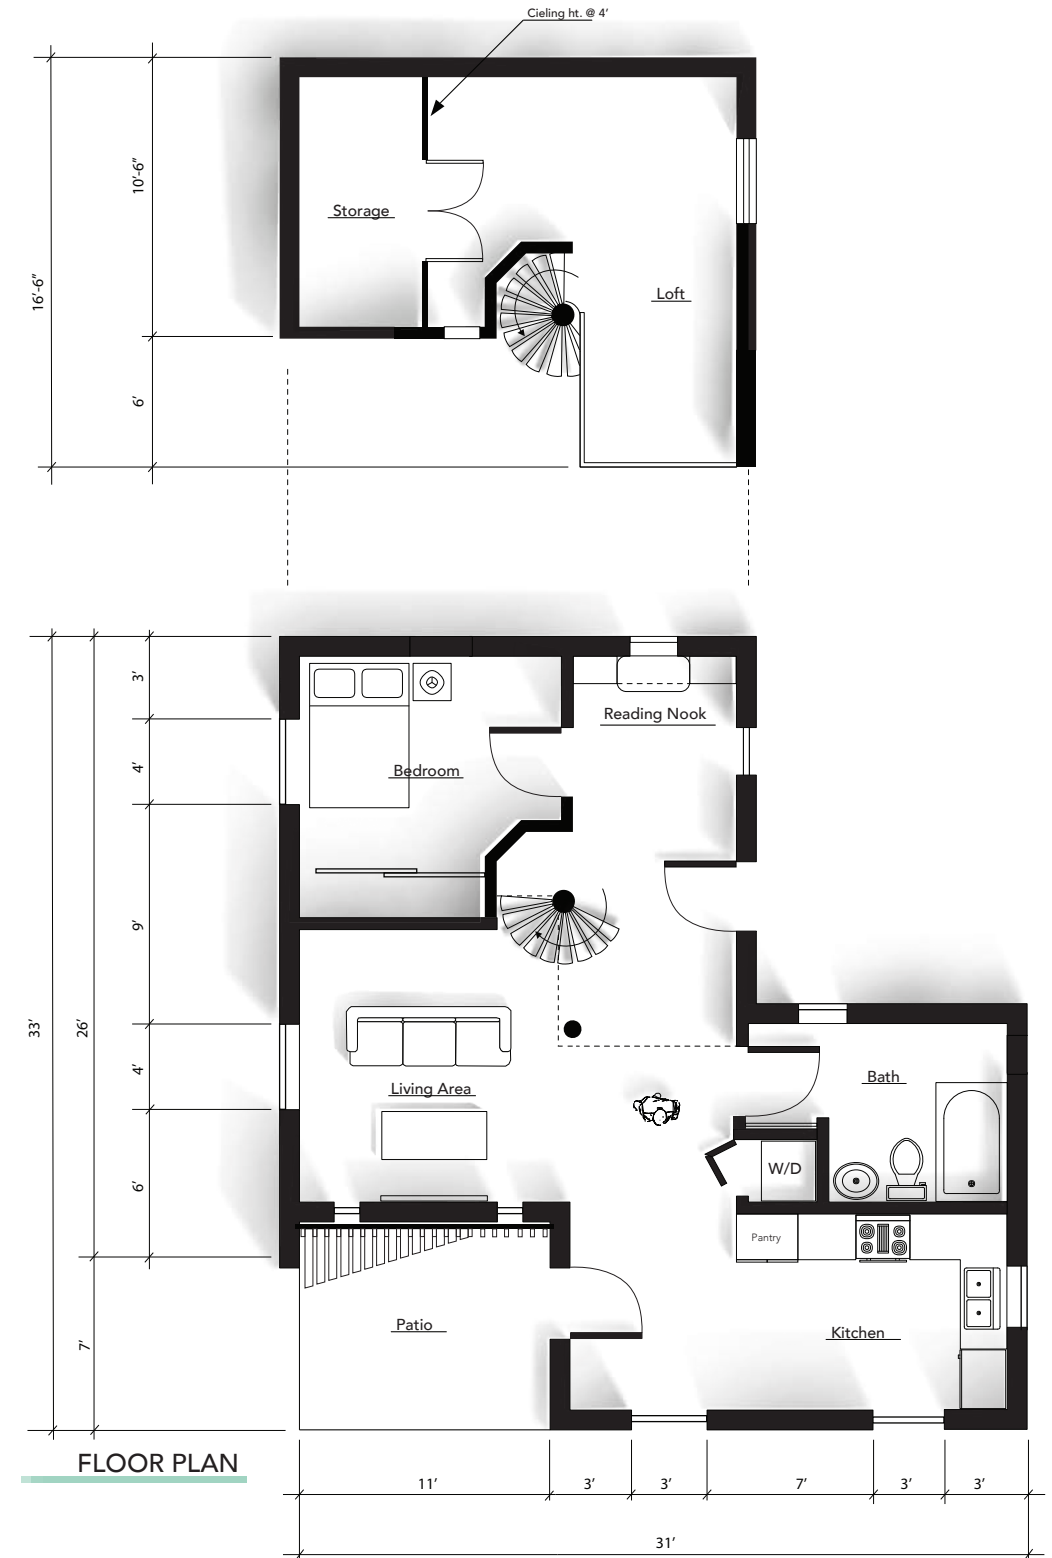 Cieling ht. @ 4’
10’-6”
Storage
16’-6”
Loft
6’
3’
Reading Nook
4’
Bedroom
9’
33’
26’
4’
Bath
Living Area
W/D
6’
Pantry
Patio
Kitchen
7’
FLOOR PLAN
11’
3’
3’
7’
3’
3’
31’